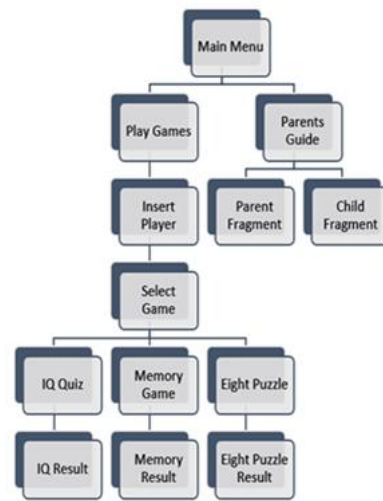 Main Menu
Play Games
Parents
Guide
Insert
Player
Parent
Fragment
Child
Fragment
Select
Game
IQ Quiz
Memory
Game
Eight Puzzle
IQ Result
Memory
Result
Eight Puzzle
Result